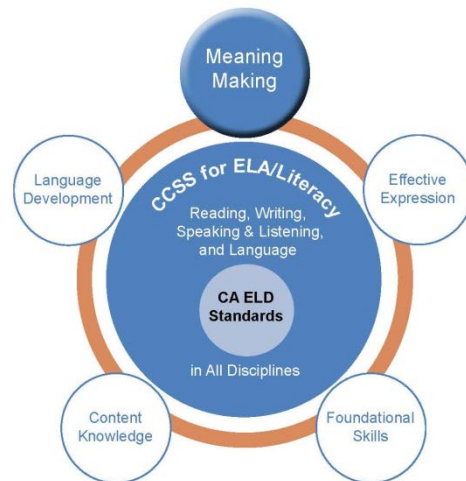 Meaning
Making
Language
Development
Effective
Expression
CCSS for ELA/Literacy
Reading, Writing,
Speaking & Listening,
and Language
CA ELD
Standards
in All Disciplines
Content
Knowledge
Foundational
Skills